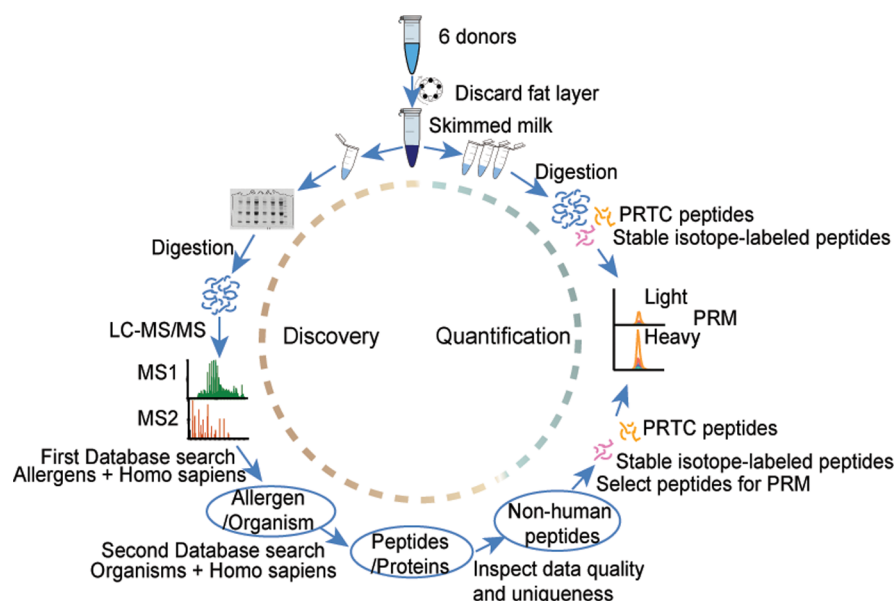 6 donors
Discard fat layer
Skimmed milk
Digestion
PRTC peptides
Stable isotope-labeled peptides
Digestion
Light
PRM
Heavy
LC-MS/MS
Discovery
Quantification
MS1
MS2
PRTC peptides
First Database search
Allergens + Homo sapiens
Stable isotope-labeled peptides
Select peptides for PRM
Allergen
/Organism
Non-human
peptides
Second Database search
Organisms + Homo sapiens
Peptides
/Proteins
Inspect data quality
and uniqueness